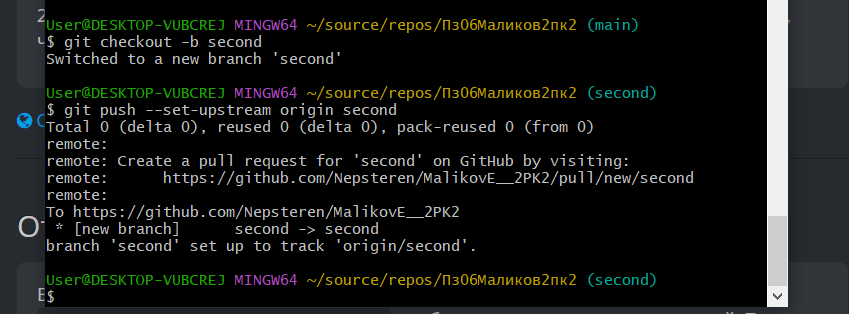 User@DESKTOP-VUBCREJ MINGW64 ~/source/repos/Пз06Маликов2пк2 (main)
$ git checkout -b second
Switched to a new branch 'second'
User@DESKTOP-VUBCREJ MINGW64 ~/source/repos/Пз06Маликов2пк2 (second)
$ git push --set-upstream origin second
Total 0 (delta 0), reused 0 (delta 0), pack-reused 0 (from 0)
remote:
remote: Create a pull request for 'second' on GitHub by visiting:
remote:      https://github.com/Nepsteren/MalikovE__2PK2/pull/new/second
remote:
To https://github.com/Nepsteren/MalikovE__2PK2
 * [new branch]      second -> second
branch 'second' set up to track 'origin/second'.
User@DESKTOP-VUBCREJ MINGW64 ~/source/repos/Пз06Маликов2пк2 (second)
$